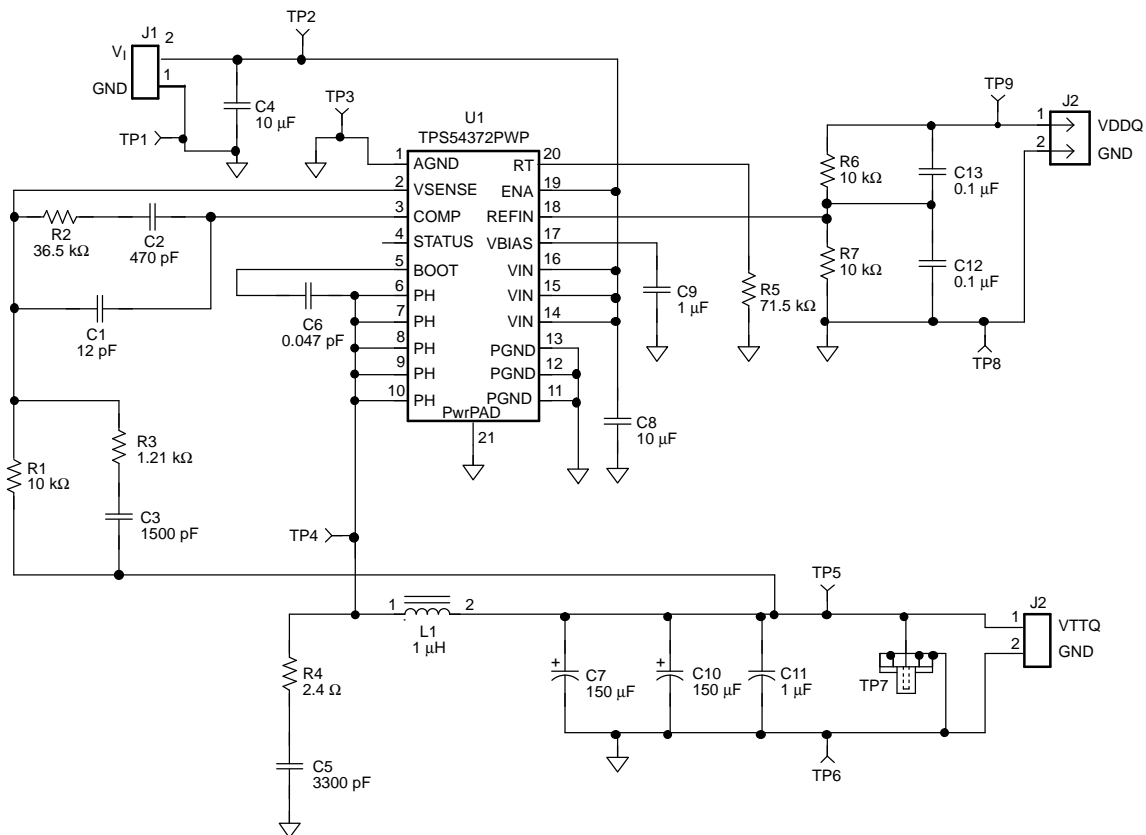 J1
TP2
V_I
2
GND
1
TP1
C4
10 µF
TP3
U1
TPS54372PWP
1
AGND
2
VSENSE
3
COMP
4
STATUS
5
BOOT
6
PH
7
PH
8
PH
9
PH
10
PH
RT
20
ENA
19
REFIN
18
VBIAS
17
VIN
16
VIN
15
VIN
14
PGND
13
PGND
12
PGND
11
PwrPAD
21
TP9
J2
1
VDDQ
2
GND
R6
10 kΩ
C13
0.1 µF
R7
10 kΩ
C12
0.1 µF
TP8
R2
36.5 kΩ
C2
470 pF
C1
12 pF
C6
0.047 pF
C9
1 µF
R5
71.5 kΩ
C8
10 µF
R3
1.21 kΩ
R1
10 kΩ
C3
1500 pF
TP4
1
2
L1
1 µH
R4
2.4 Ω
C5
3300 pF
+
C7
150 µF
+
C10
150 µF
C11
1 µF
TP5
TP7
TP6
J2
1
VTTQ
2
GND